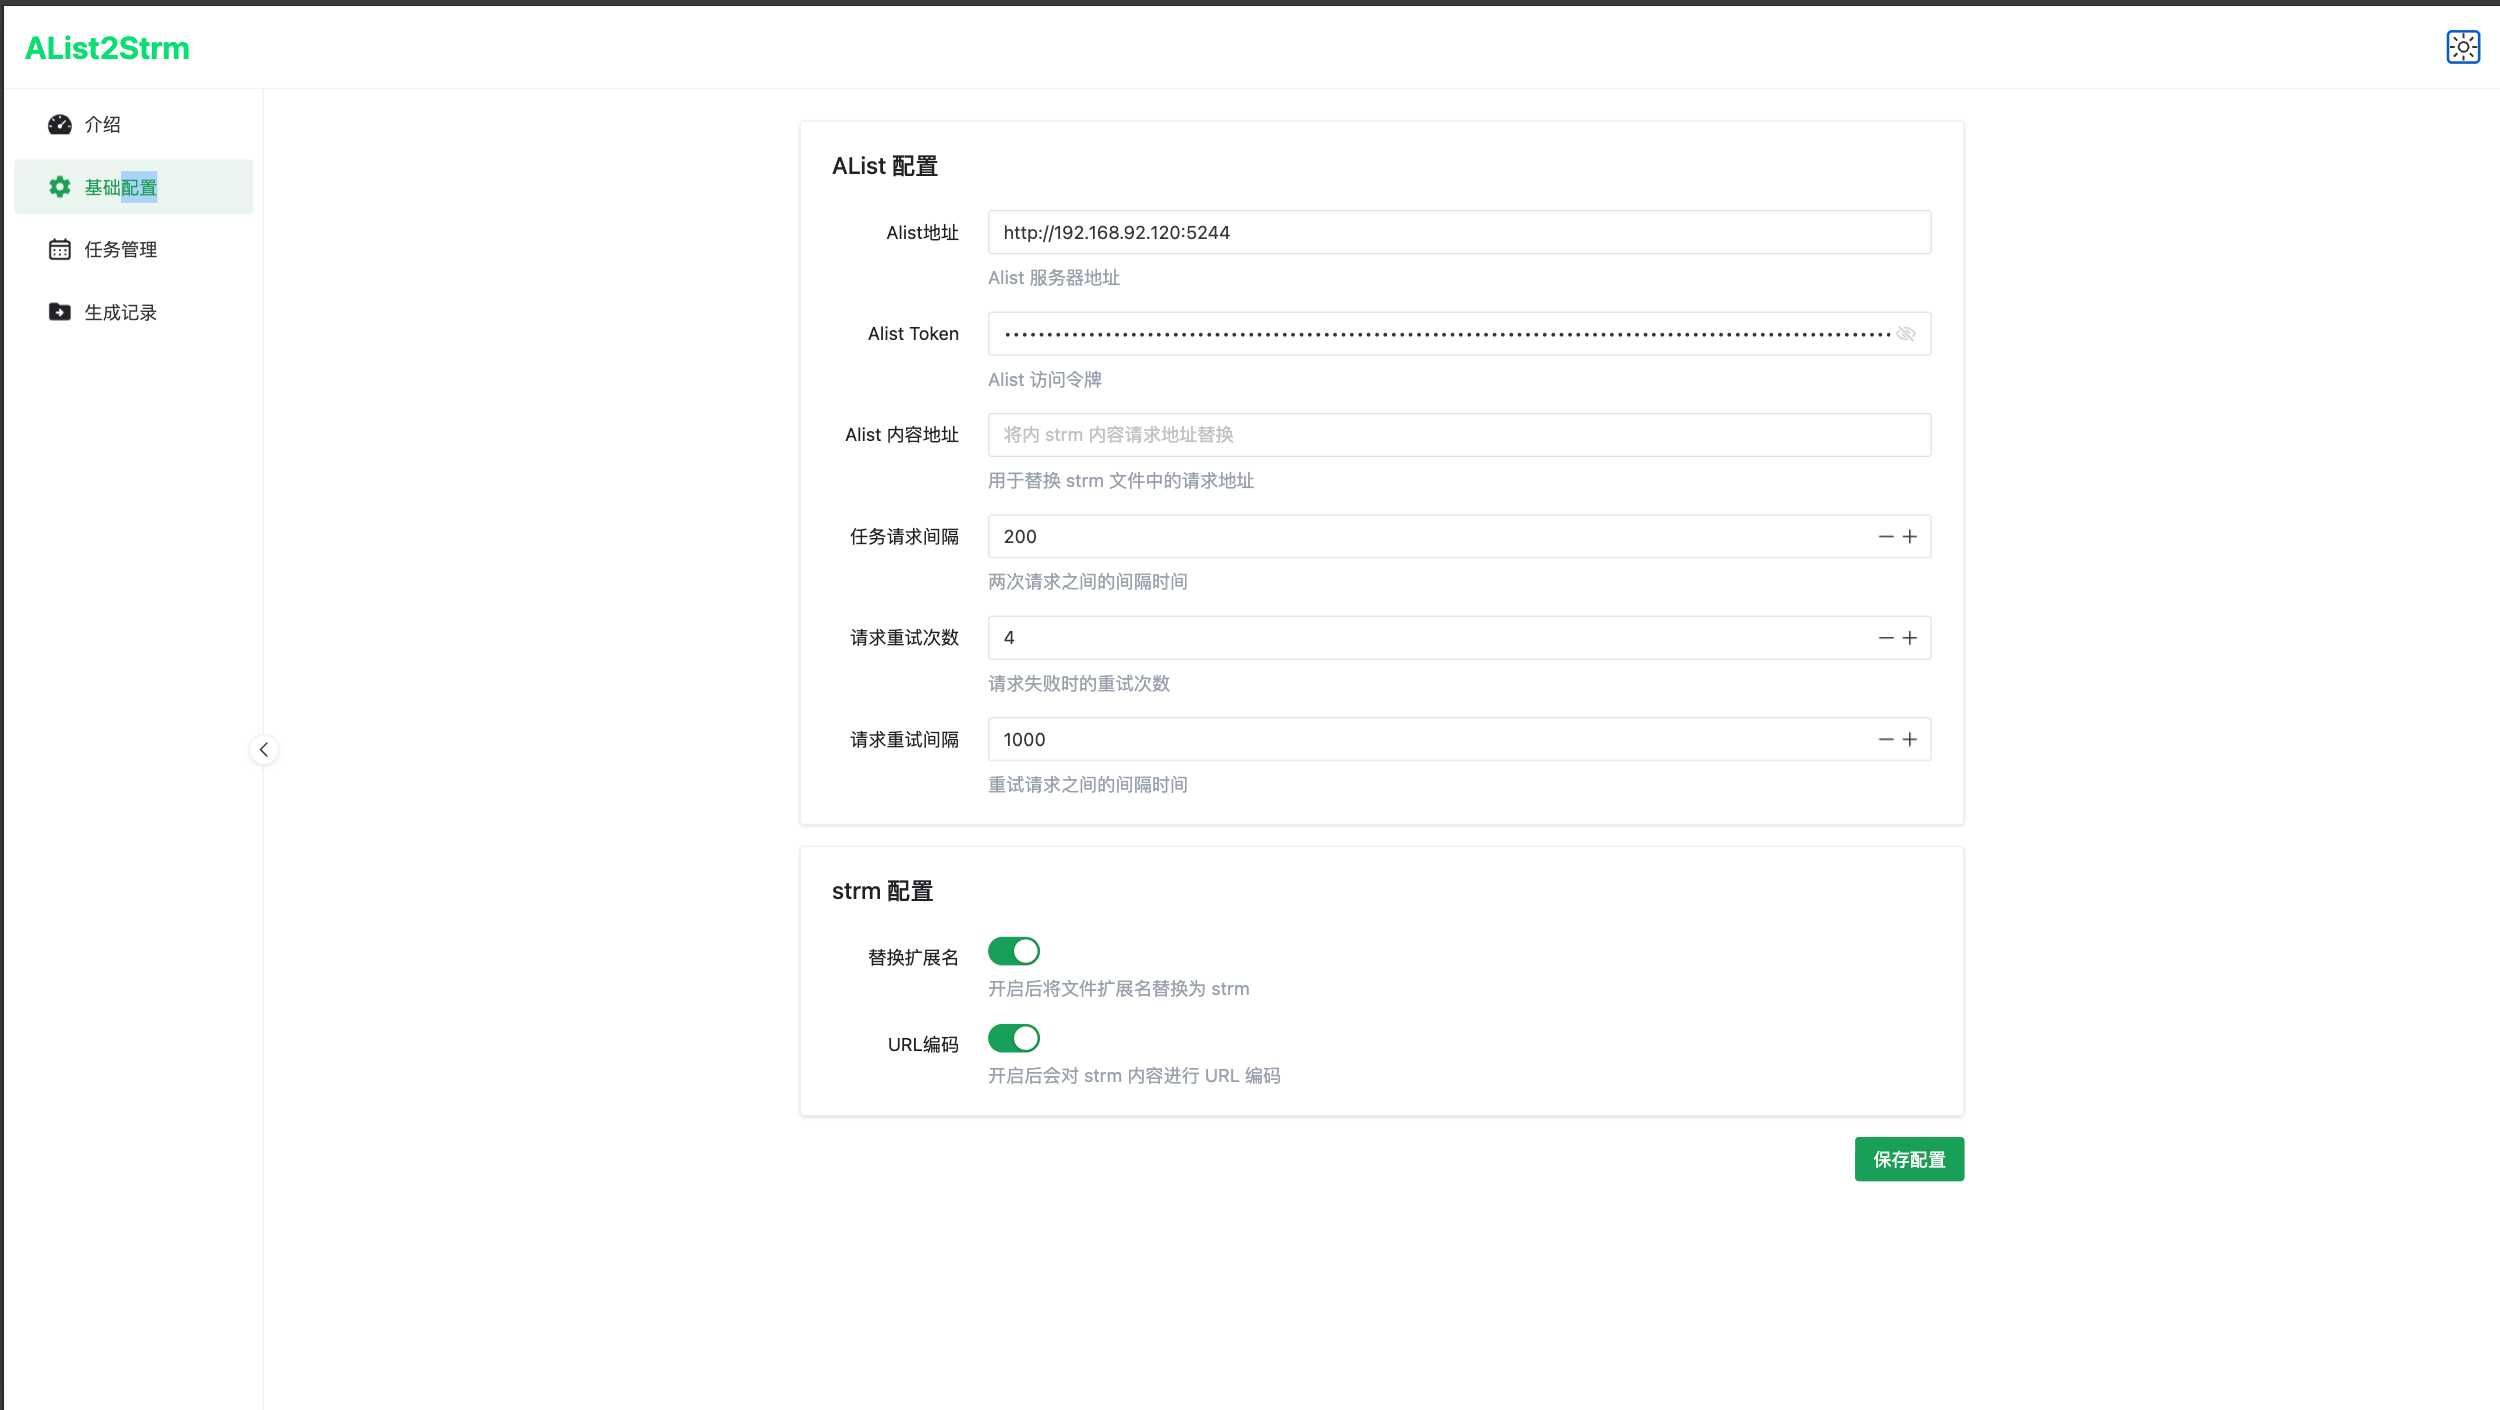 AList2Strm
介绍
基础配置
任务管理
生成记录
AList 配置
Alist地址
http://192.168.92.120:5244
Alist 服务器地址
Alist Token
Alist 访问令牌
Alist 内容地址
将内 strm 内容请求地址替换
用于替换 strm 文件中的请求地址
任务请求间隔
200
两次请求之间的间隔时间
请求重试次数
4
请求失败时的重试次数
请求重试间隔
1000
重试请求之间的间隔时间
strm 配置
替换扩展名
开启后将文件扩展名替换为 strm
URL编码
开启后会对 strm 内容进行 URL 编码
保存配置